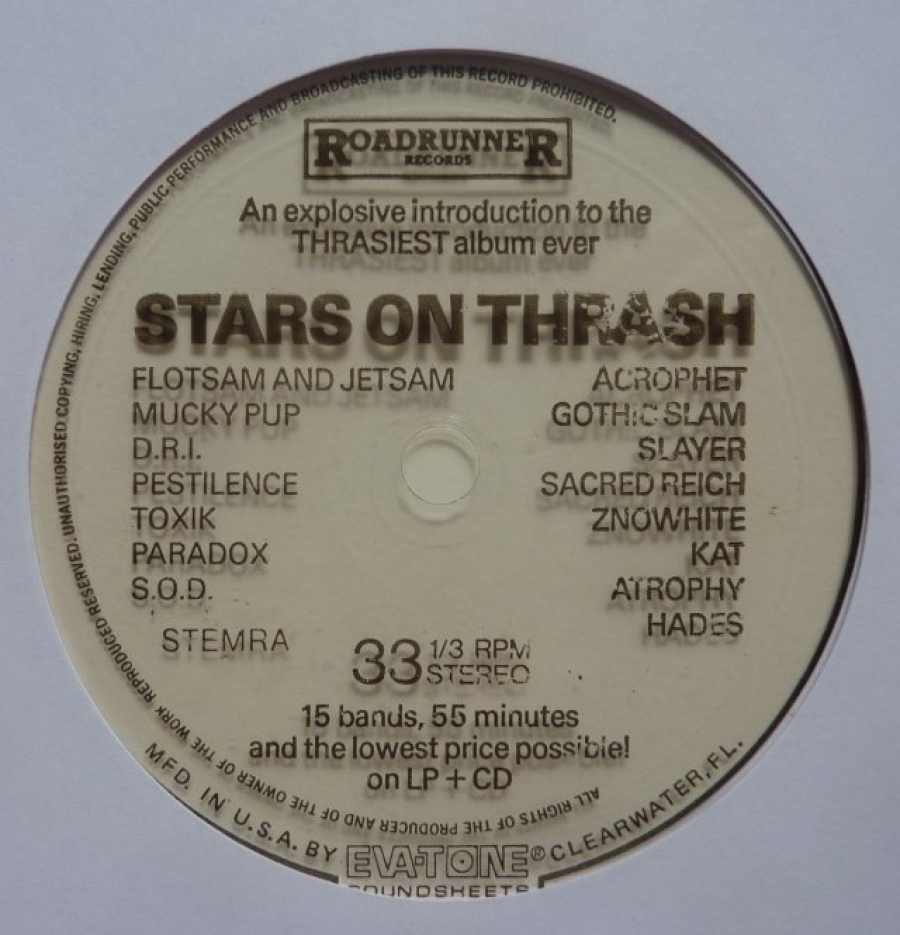 ROADRUNNER
RECORDS
An explosive introduction to the
THRASIEST album ever
STARS ON THRASH
FLOTSAM AND JETSAM
MUCKY PUP
D.R.I.
PESTILENCE
TOXIK
PARADOX
S.O.D.
ACROPHET
GOTHIC SLAM
SLAYER
SACRED REICH
ZNOWHITE
KAT
ATROPHY
HADES
STEMRA
33 1/3 RPM
STEREO
15 bands, 55 minutes
and the lowest price possible!
on LP + CD
ALL RIGHTS OF THE PRODUCER AND OF THE OWNER OF THE WORK REPRODUCED RESERVED. UNAUTHORISED COPYING, HIRING, LENDING, PUBLIC PERFORMANCE AND BROADCASTING OF THIS RECORD PROHIBITED.
MFD. IN U.S.A. BY EVA-TONE® CLEARWATER, FL.
SOUNDSHEETS